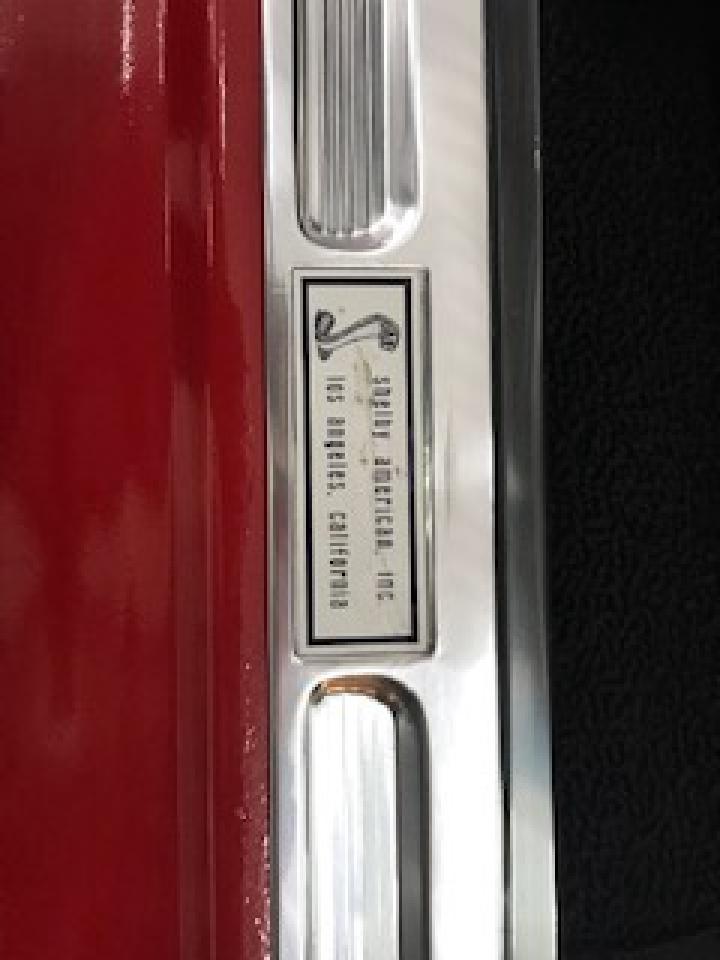 shelby american, inc.
los angeles, california